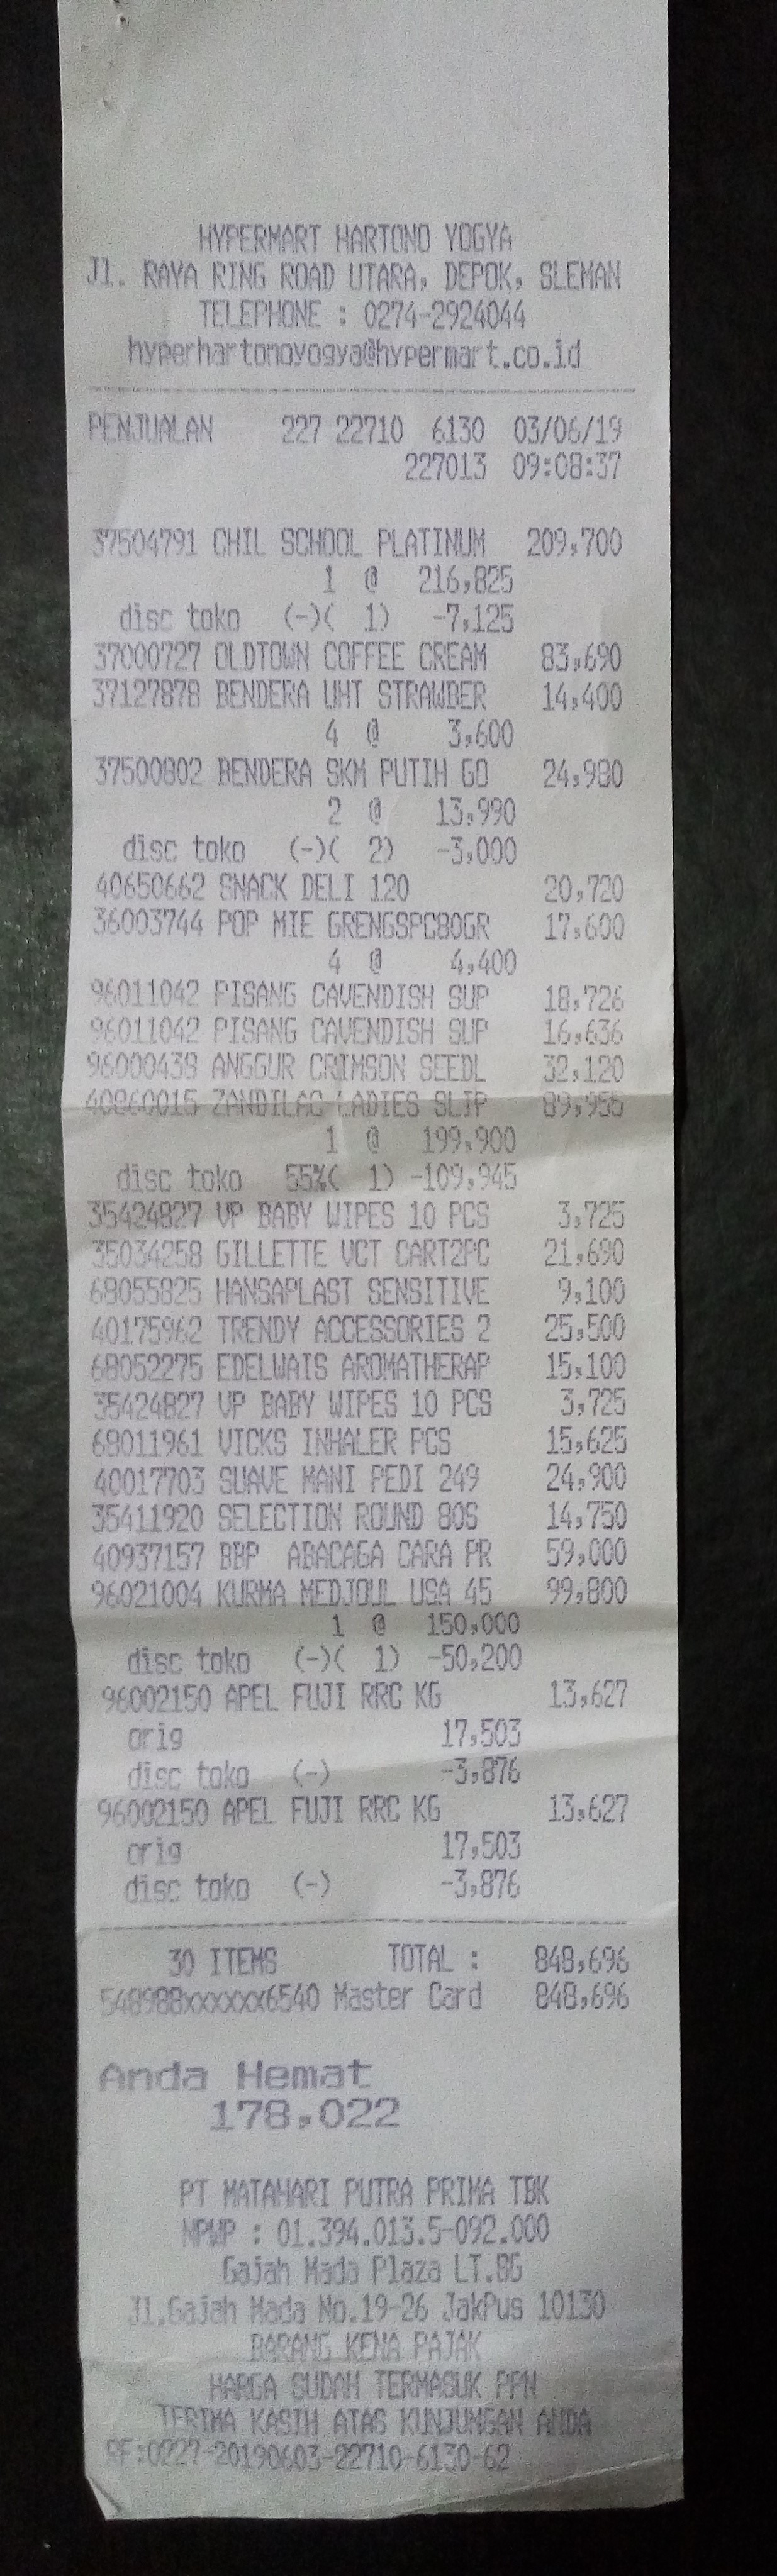 HYPERMART HARTONO YOGYA
Jl. RAYA RING ROAD UTARA, DEPOK, SLEMAN
TELEPHONE : 0274-2924044
hyperhartonoyogya@hypermart.co.id
PENJUALAN 227 22710 6130 03/06/19
227013 09:08:37
37504791 CHIL SCHOOL PLATINUM 209,700
1 @ 216,825
disc toko (-)( 1) -7,125
37000727 OLDTOWN COFFEE CREAM 83,690
37127878 BENDERA UHT STRAWBER 14,400
4 @ 3,600
37500802 BENDERA SKM PUTIH GO 24,980
2 @ 13,990
disc toko (-)( 2) -3,000
40650662 SNACK DELI 120 20,720
36003744 POP MIE GRENGSPC80GR 17,600
4 @ 4,400
96011042 PISANG CAVENDISH SUP 18,726
96011042 PISANG CAVENDISH SUP 16,636
96000438 ANGGUR CRIMSON SEEDL 32,120
40860015 ZANDILAC LADIES SLIP 89,955
1 @ 199,900
disc toko 55%( 1) -109,945
35424827 VP BABY WIPES 10 PCS 3,725
35034258 GILLETTE VCT CART2PC 21,690
68055825 HANSAPLAST SENSITIVE 9,100
40175962 TRENDY ACCESSORIES 2 25,500
68052275 EDELWAIS AROMATHERAP 15,100
35424827 VP BABY WIPES 10 PCS 3,725
68011961 VICKS INHALER PCS 15,625
40017703 SUAVE MANI PEDI 249 24,900
35411920 SELECTION ROUND 80S 14,750
40937157 BBP ABACAGA CARA PR 59,000
96021004 KURMA MEDJOUL USA 45 99,800
1 @ 150,000
disc toko (-)( 1) -50,200
96002150 APEL FUJI RRC KG 13,627
orig 17,503
disc toko (-) -3,876
96002150 APEL FUJI RRC KG 13,627
orig 17,503
disc toko (-) -3,876
30 ITEMS TOTAL : 848,696
548988xxxxxx6540 Master Card 848,696
Anda Hemat
178,022
PT MATAHARI PUTRA PRIMA TBK
NPWP : 01.394.013.5-092.000
Gajah Mada Plaza LT.BG
Jl.Gajah Mada No.19-26 JakPus 10130
BARANG KENA PAJAK
HARGA SUDAH TERMASUK PPN
TERIMA KASIH ATAS KUNJUNGAN ANDA
RF:0227-20190603-22710-6130-62